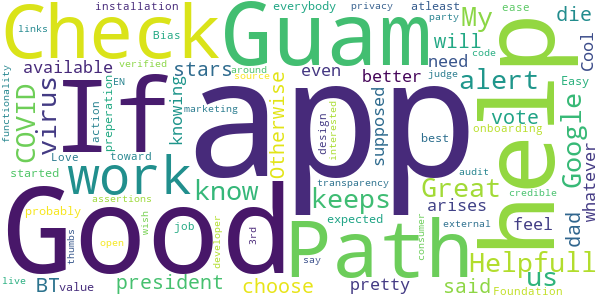 links installation Bias everybody privacy atleast party ease
Check Guam My die Cool
available stars will need code
functionality verified around even better judge
COVID virus EN action preperation knowing If app Otherwise source marketing design interested supposed alert vote Google Easy whatever help
Love toward best onboarding
started work know transparency audit
assertions keeps Great credible dad feel
probably thumbs wish job expected arises
Good Path consumer external Helpfull
open developer 3rd say
live BT value president choose pretty said us
Foundation